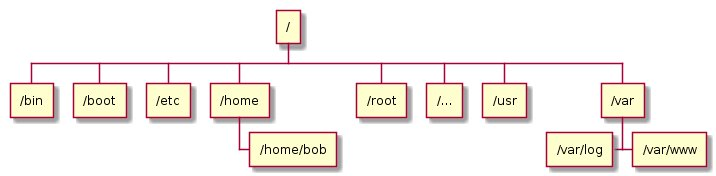 /
/bin
/boot
/etc
/home
/root
/...
/usr
/var
/home/bob
/var/log
/var/www